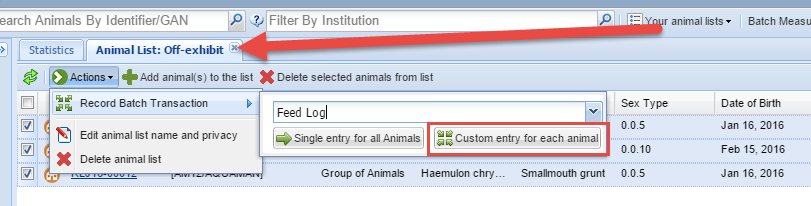 earch Animals By Identifier/GAN
Filter By Institution
Your animal lists
Batch Measu
Statistics
Animal List: Off-exhibit
Actions
Add animal(s) to the list
Delete selected animals from list
Record Batch Transaction
Feed Log
Sex Type
Date of Birth
Single entry for all Animals
Custom entry for each animal
0.0.5
Jan 16, 2016
Edit animal list name and privacy
0.0.10
Feb 15, 2016
Delete animal list
Group of Animals
Haemulon chry...
Smallmouth grunt
0.0.5
Jan 16, 2016